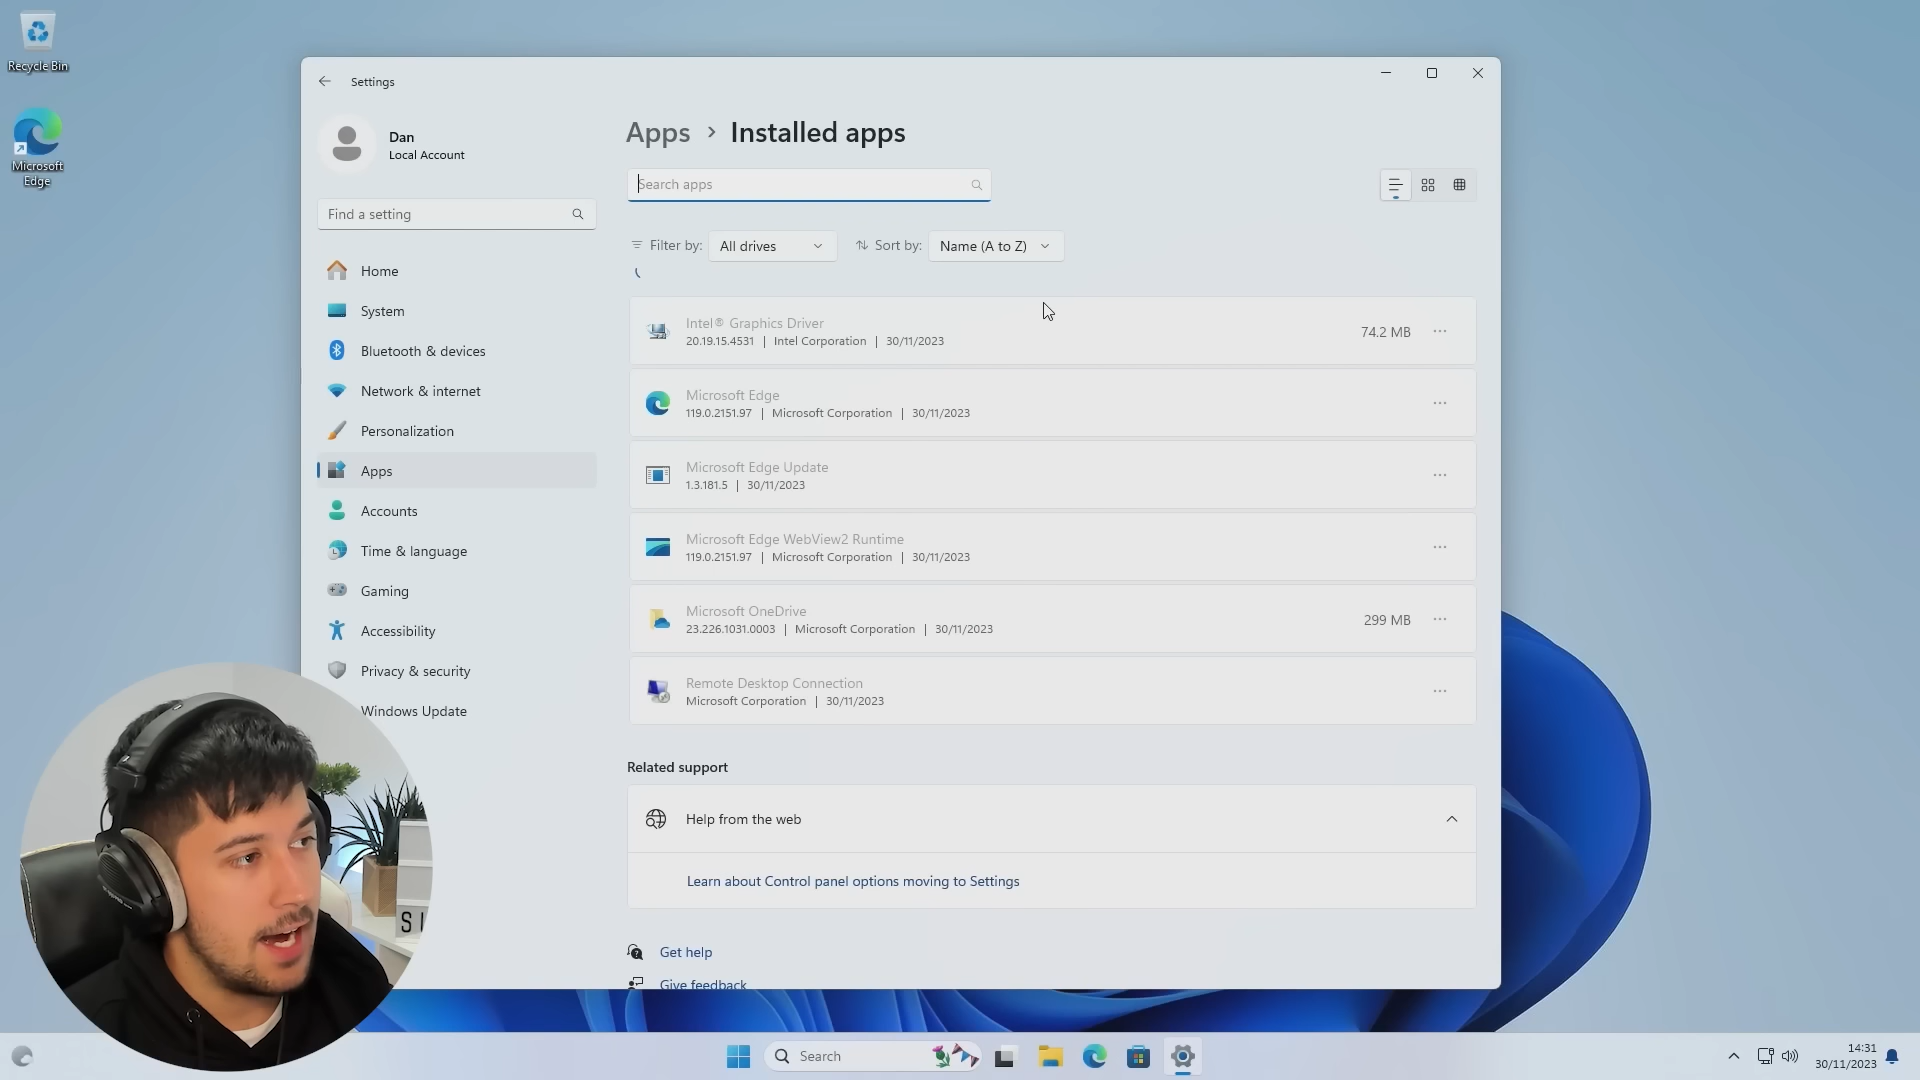 Recycle Bin
Microsoft
Edge
Settings
Dan
Local Account
Find a setting
Home
System
Bluetooth & devices
Network & internet
Personalization
Apps
Accounts
Time & language
Gaming
Accessibility
Privacy & security
Windows Update
Apps › Installed apps
Search apps
Filter by: All drives Sort by: Name (A to Z)
Intel® Graphics Driver
20.19.15.4531 | Intel Corporation | 30/11/2023
74.2 MB
Microsoft Edge
119.0.2151.97 | Microsoft Corporation | 30/11/2023
Microsoft Edge Update
1.3.181.5 | 30/11/2023
Microsoft Edge WebView2 Runtime
119.0.2151.97 | Microsoft Corporation | 30/11/2023
Microsoft OneDrive
23.226.1031.0003 | Microsoft Corporation | 30/11/2023
299 MB
Remote Desktop Connection
Microsoft Corporation | 30/11/2023
Related support
Help from the web
Learn about Control panel options moving to Settings
Get help
Give feedback
Search
14:31
30/11/2023